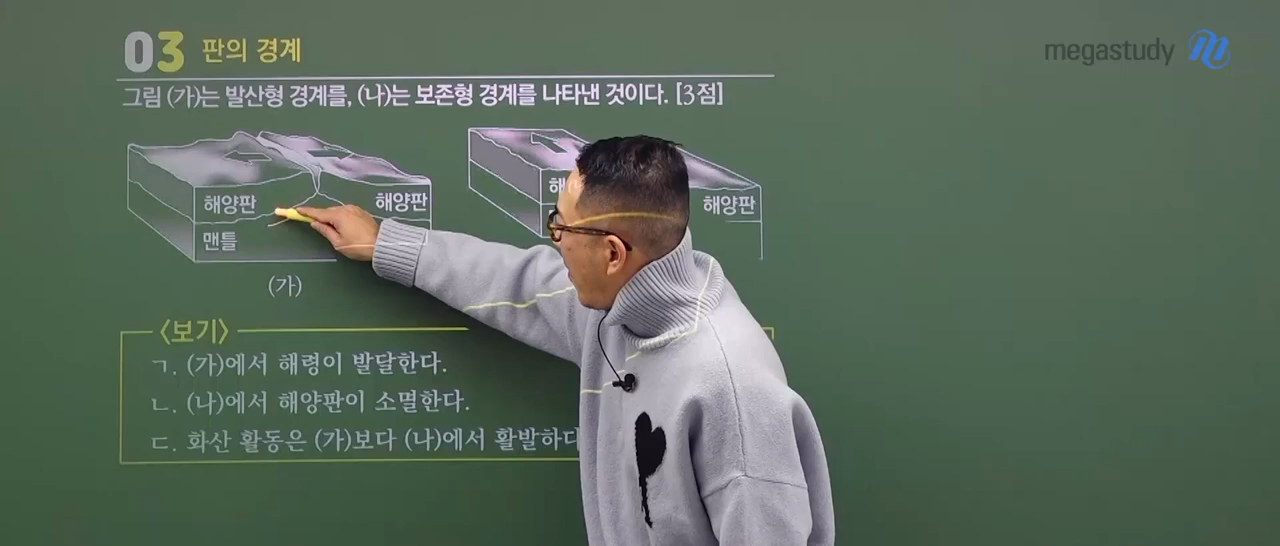 03 판의 경계
megastudy
그림 (가)는 발산형 경계를, (나)는 보존형 경계를 나타낸 것이다. [3점]
해양판
해양판
맨틀
해양판
(가)
<보기>
ㄱ. (가)에서 해령이 발달한다.
ㄴ. (나)에서 해양판이 소멸한다.
ㄷ. 화산 활동은 (가)보다 (나)에서 활발하다